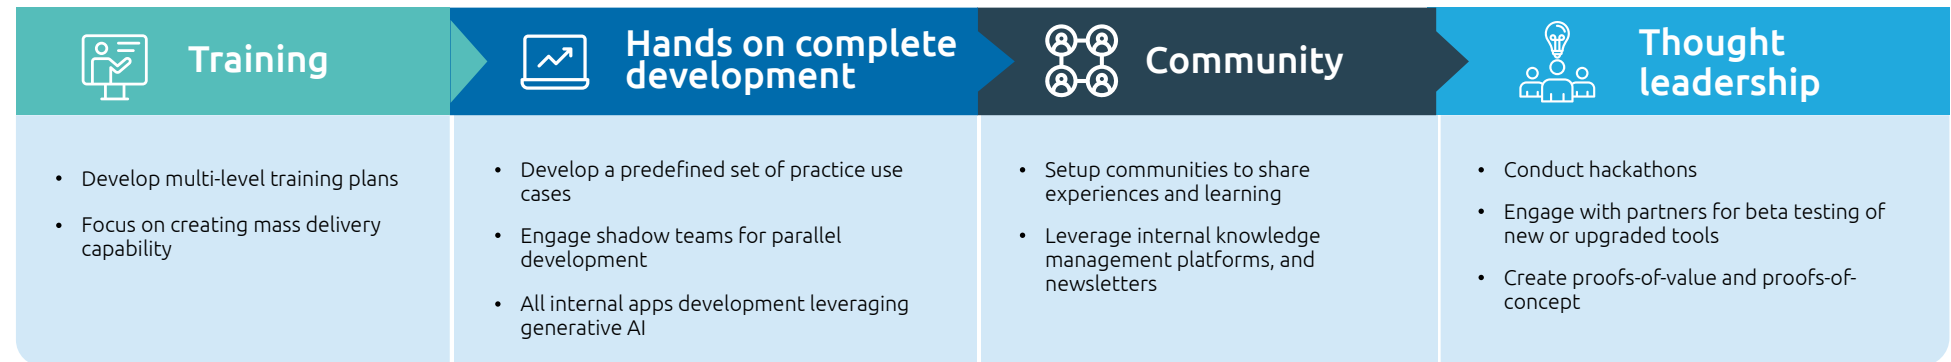 Training
• Develop multi-level training plans
• Focus on creating mass delivery
capability
Hands on complete
development
• Develop a predefined set of practice use
cases
• Engage shadow teams for parallel
development
• All internal apps development leveraging
generative AI
Community
• Setup communities to share
experiences and learning
• Leverage internal knowledge
management platforms, and
newsletters
Thought
leadership
• Conduct hackathons
• Engage with partners for beta testing of
new or upgraded tools
• Create proofs-of-value and proofs-of-
concept